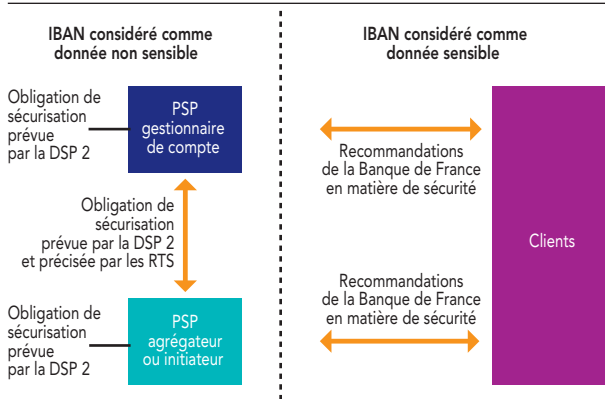 IBAN considéré comme
donnée non sensible
IBAN considéré comme
donnée sensible
Obligation de
sécurisation
prévue
par la DSP 2
PSP
gestionnaire
de compte
Recommandations
de la Banque de France
en matière de sécurité
Obligation de
sécurisation
prévue par la DSP 2
et précisée par les RTS
Clients
Obligation de
sécurisation
prévue
par la DSP 2
PSP
agrégateur
ou initiateur
Recommandations
de la Banque de France
en matière de sécurité